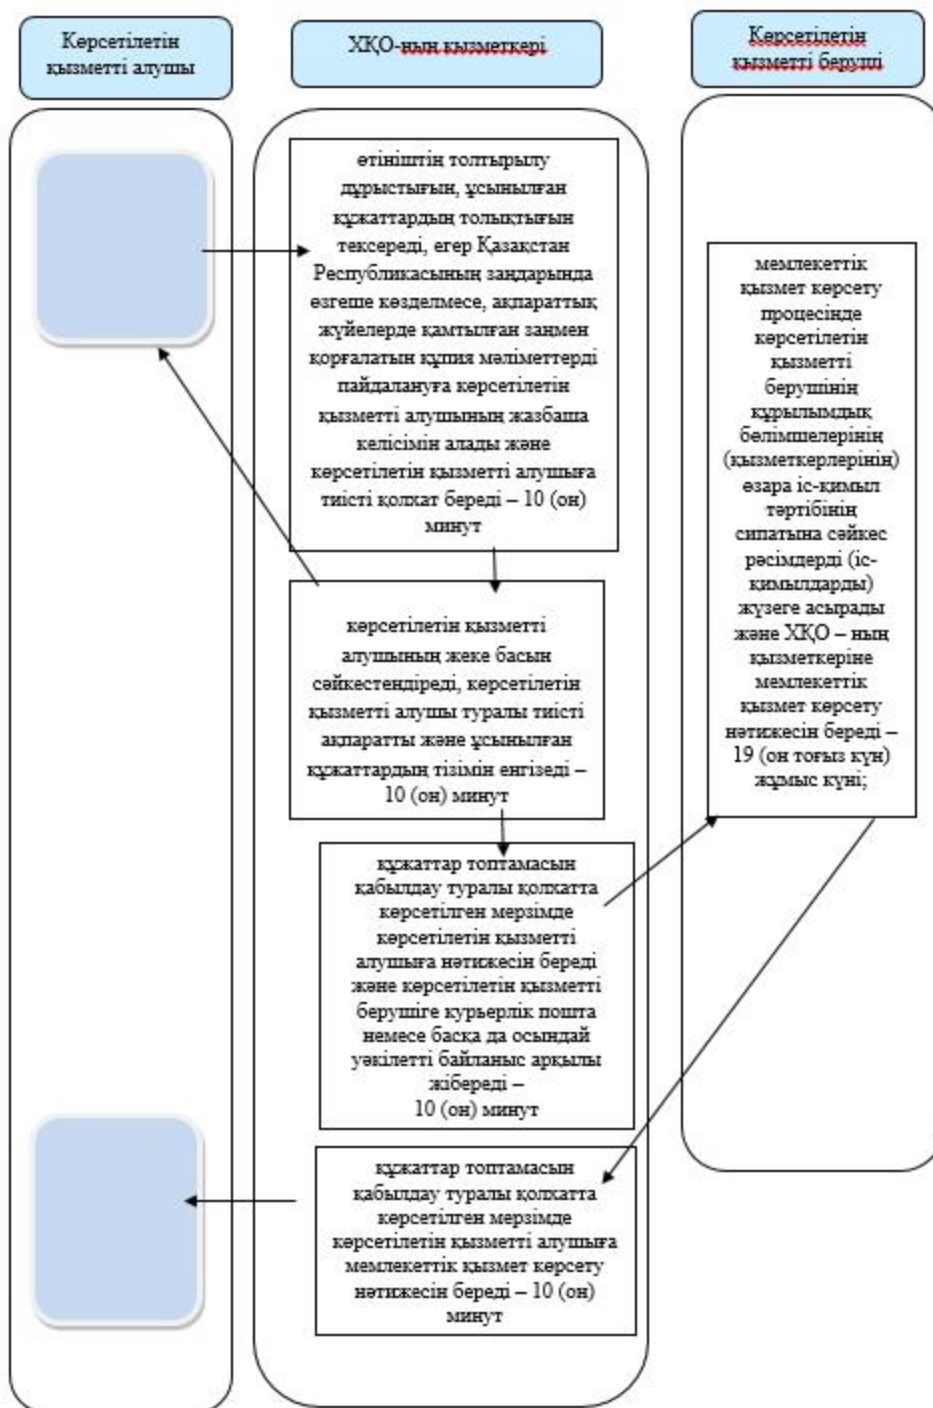 Көрсетілетін
қызметті алушы
ХҚО-ның қызметкері
Көрсетілетін
қызметті беруші
өтініштің толтырылу
дұрыстығын, ұсынылған
құжаттардың толықтығын
тексереді, егер Қазақстан
Республикасының заңдарында
өзгеше көзделмесе, ақпараттық
жүйелерде қамтылған заңмен
қорғалатын құпия мәліметтерді
пайдалануға көрсетілетін
қызметті алушының жазбаша
келісімін алады және
көрсетілетін қызметті алушыға
тиісті қолхат береді – 10 (он)
минут
көрсетілетін қызметті
алушының жеке басын
сәйкестендіреді, көрсетілетін
қызметті алушы туралы тиісті
ақпаратты және ұсынылған
құжаттардың тізімін енгізеді –
10 (он) минут
құжаттар топтамасын
қабылдау туралы қолхатта
көрсетілген мерзімде
көрсетілетін қызметті
алушыға нәтижесін береді
және көрсетілетін қызметті
берушіге курьерлік пошта
немесе басқа да осындай
уәкілетті байланыс арқылы
жібереді –
10 (он) минут
мемлекеттік
қызмет көрсету
процесінде
көрсетілетін
қызметті
берушінің
құрылымдық
бөлімшелерінің
(қызметкерлерінің)
өзара іс-қимыл
тәртібінің
сипатына сәйкес
рәсімдерді (іс-
қимылдарды)
жүзеге асырады
және ХҚО – ның
қызметкеріне
мемлекеттік
қызмет көрсету
нәтижесін береді –
19 (он тоғыз күн)
жұмыс күні;
құжаттар топтамасын
қабылдау туралы қолхатта
көрсетілген мерзімде
көрсетілетін қызметті алушыға
мемлекеттік қызмет көрсету
нәтижесін береді – 10 (он)
минут